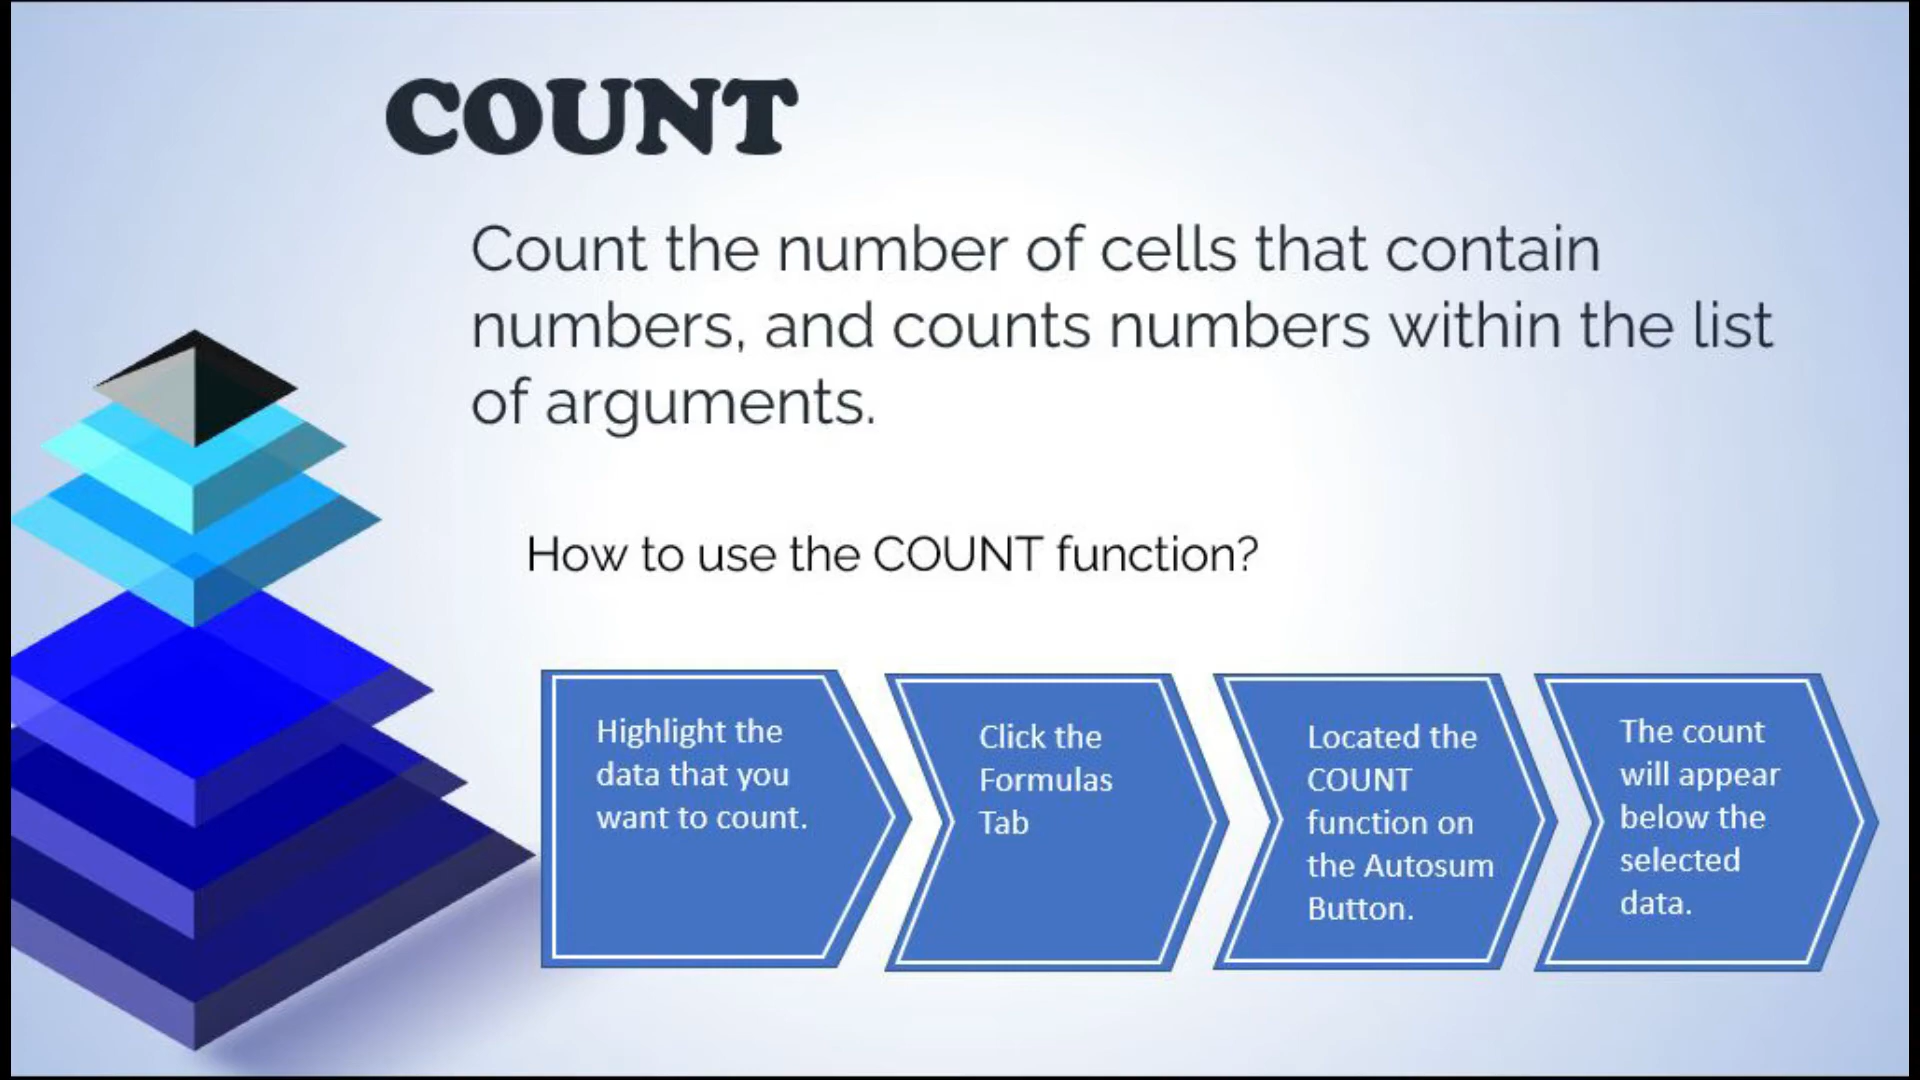 COUNT
Count the number of cells that contain
numbers, and counts numbers within the list
of arguments.
How to use the COUNT function?
Highlight the
data that you
want to count.
Click the
Formulas
Tab
Located the
COUNT
function on
the Autosum
Button.
The count
will appear
below the
selected
data.